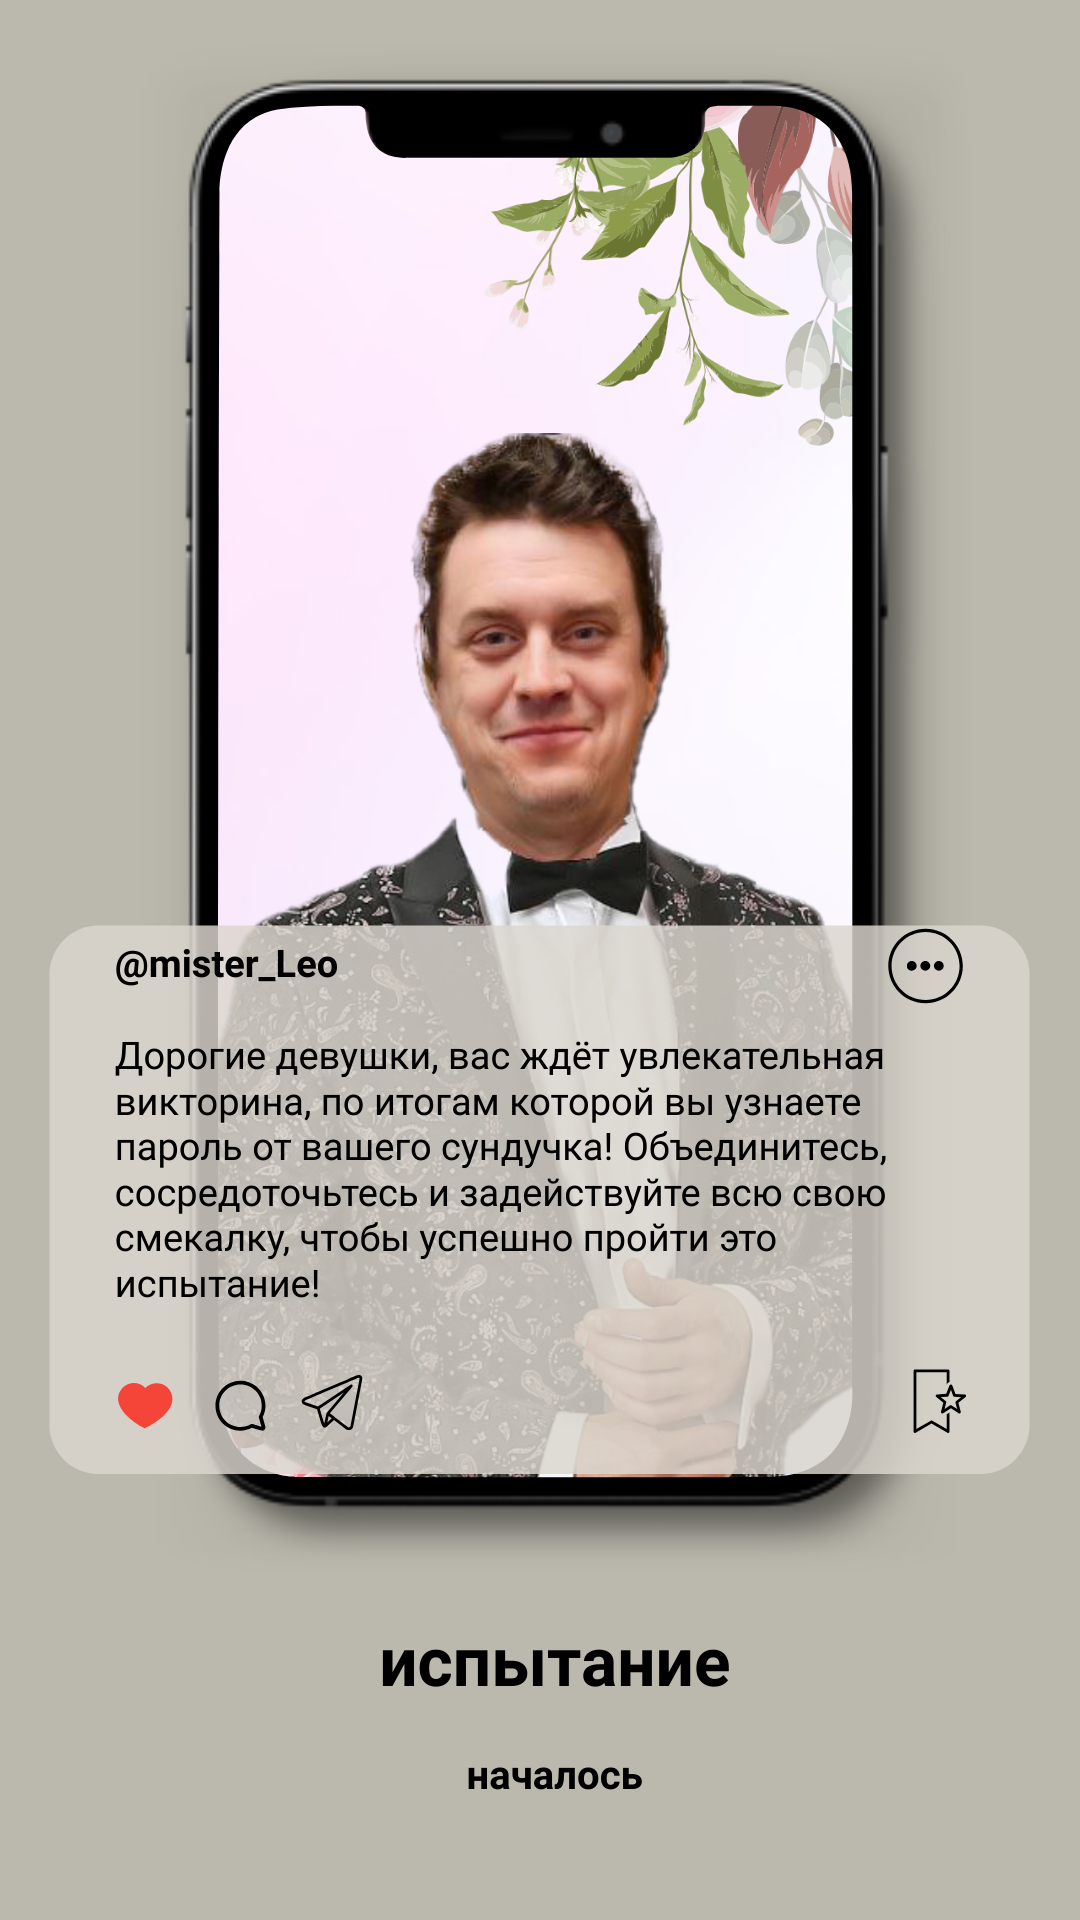 @mister_Leo
Дорогие девушки, вас ждёт увлекательная
викторина, по итогам которой вы узнаете
пароль от вашего сундучка! Объединитесь,
сосредоточьтесь и задействуйте всю свою
смекалку, чтобы успешно пройти это
испытание!
испытание
началось